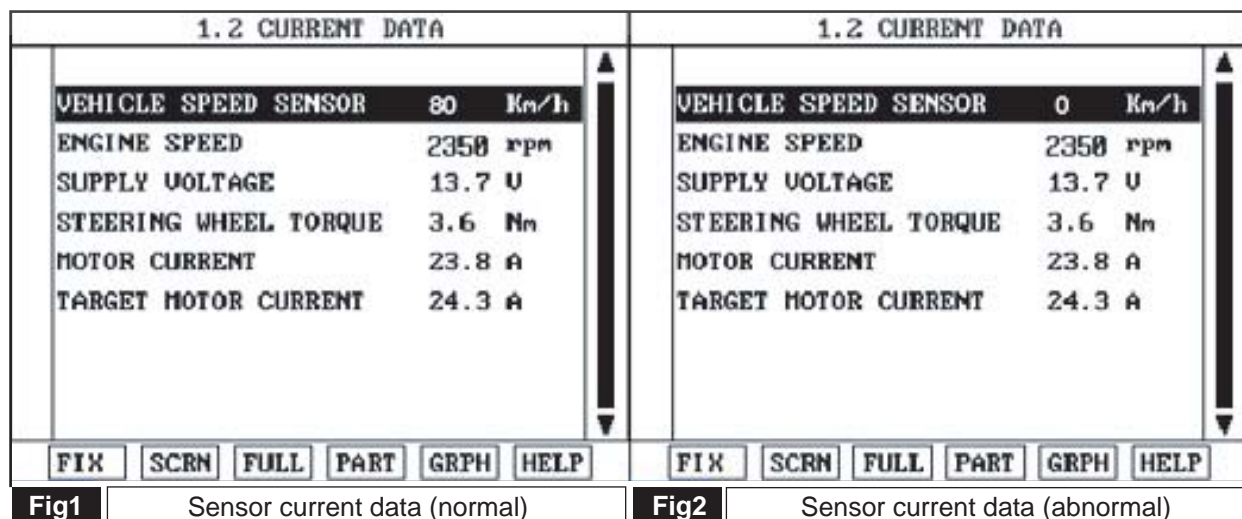 1.2 CURRENT DATA
VEHICLE SPEED SENSOR 80 Km/h
ENGINE SPEED 2350 rpm
SUPPLY VOLTAGE 13.7 V
STEERING WHEEL TORQUE 3.6 Nm
MOTOR CURRENT 23.8 A
TARGET MOTOR CURRENT 24.3 A
FIX SCRN FULL PART GRPH HELP
Fig1 Sensor current data (normal)
1.2 CURRENT DATA
VEHICLE SPEED SENSOR 0 Km/h
ENGINE SPEED 2350 rpm
SUPPLY VOLTAGE 13.7 V
STEERING WHEEL TORQUE 3.6 Nm
MOTOR CURRENT 23.8 A
TARGET MOTOR CURRENT 24.3 A
FIX SCRN FULL PART GRPH HELP
Fig2 Sensor current data (abnormal)